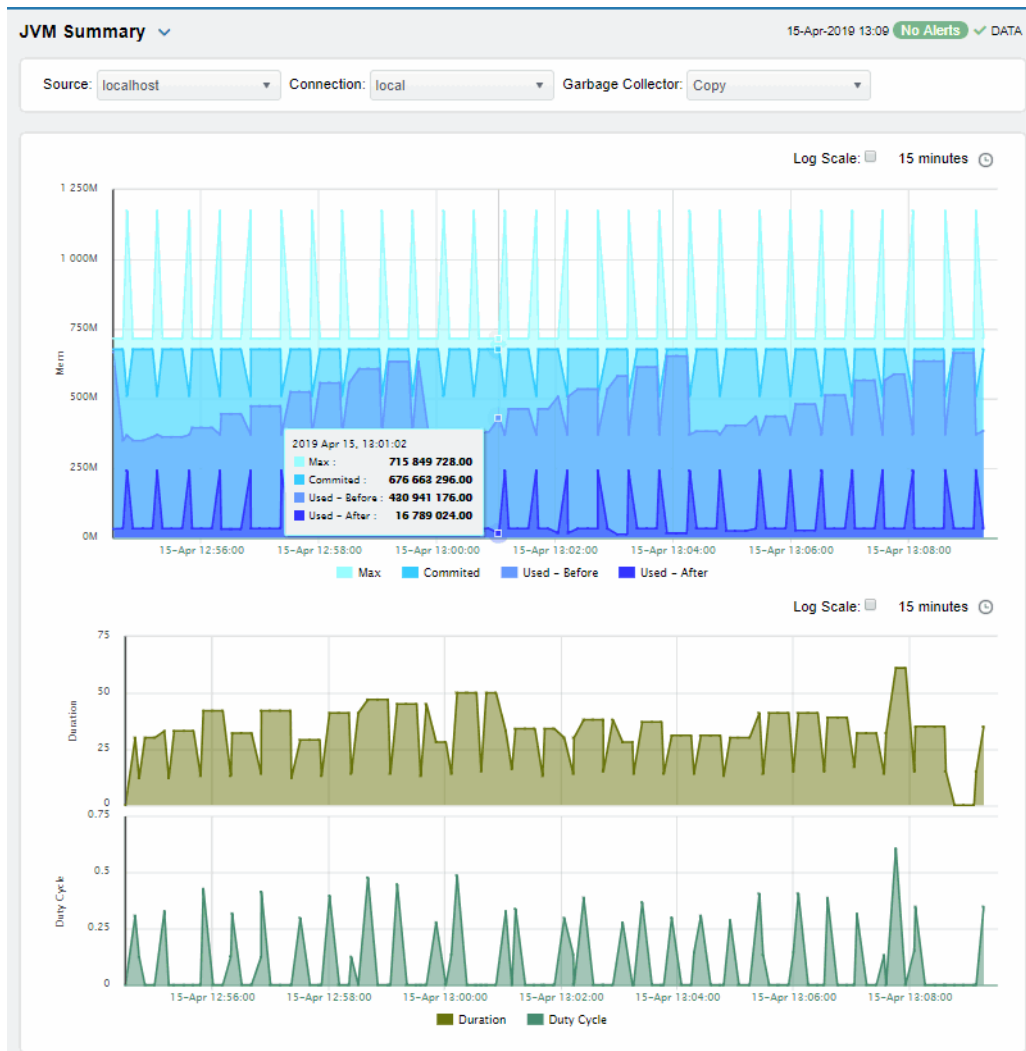 JVM Summary 15-Apr-2019 13:09 No Alerts DATA
Source: localhost Connection: local Garbage Collector: Copy
Log Scale: 15 minutes
1 250M
1 000M
750M
500M
250M
0M
Mem
2019 Apr 15, 13:01:02
Max : 715 849 728.00
Commited : 676 663 296.00
Used - Before : 430 941 176.00
Used - After : 16 789 024.00
15-Apr 12:56:00 15-Apr 12:58:00 15-Apr 13:00:00 15-Apr 13:02:00 15-Apr 13:04:00 15-Apr 13:06:00 15-Apr 13:08:00
Max Commited Used - Before Used - After
Log Scale: 15 minutes
75
50
25
0
Duration
0.75
0.5
0.25
0
Duty Cycle
15-Apr 12:56:00 15-Apr 12:58:00 15-Apr 13:00:00 15-Apr 13:02:00 15-Apr 13:04:00 15-Apr 13:06:00 15-Apr 13:08:00
Duration Duty Cycle